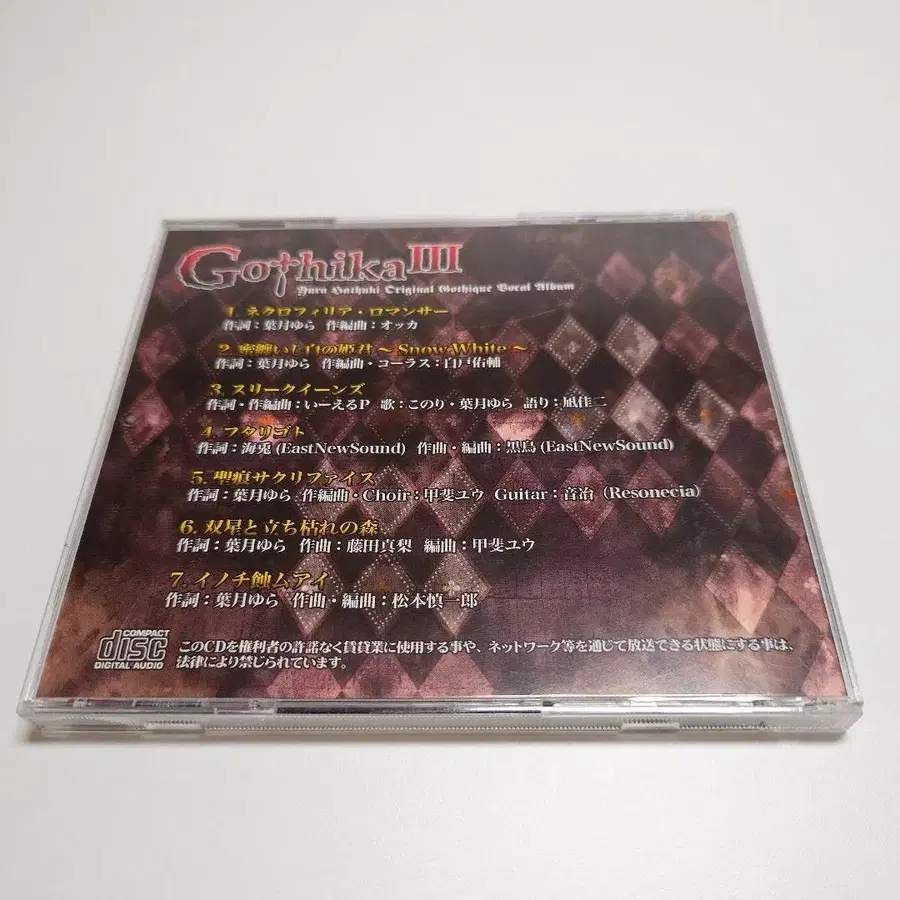 Gothika III
Yura Hatuki Original Gothique Vocal Album
1. ネクロフィリア・ロマンサー
作詞：葉月ゆら 作編曲：オッカ
2. 蜜纏いし白の姫君 ～Snow White～
作詞：葉月ゆら 作編曲・コーラス：白戸佑輔
3. スリークイーンズ
作詞・作編曲：いーえるP 歌：このり・葉月ゆら 語り：凪佳二
4. フタリゴト
作詞：海兎 (EastNewSound) 作曲・編曲：黒鳥 (EastNewSound)
5. 聖痕サクリファイス
作詞：葉月ゆら 作編曲・Choir：甲斐ユウ Guitar：音冶 (Resonecia)
6. 双星と立ち枯れの森
作詞：葉月ゆら 作曲：藤田真梨 編曲：甲斐ユウ
7. イノチ蝕ムアイ
作詞：葉月ゆら 作曲・編曲：松本慎一郎
COMPACT
disc
DIGITAL AUDIO
このCDを権利者の許諾なく賃貸業に使用する事や、ネットワーク等を通じて放送できる状態にする事は、
法律により禁じられています。